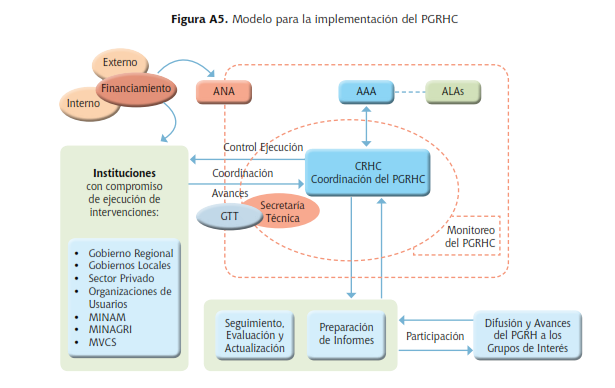 Figura A5. Modelo para la implementación del PGRHC
Externo
Financiamiento
Interno
ANA
AAA
ALAs
Control Ejecución
Coordinación
Avances
CRHC
Coordinación del PGRHC
Instituciones
con compromiso
de ejecución de
intervenciones:
Secretaría
Técnica
GTT
Monitoreo
del PGRHC
• Gobierno Regional
• Gobiernos Locales
• Sector Privado
• Organizaciones de
Usuarios
• MINAM
• MINAGRI
• MVCS
Seguimiento,
Evaluación y
Actualización
Preparación
de Informes
Participación
Difusión y Avances
del PGRH a los
Grupos de Interés